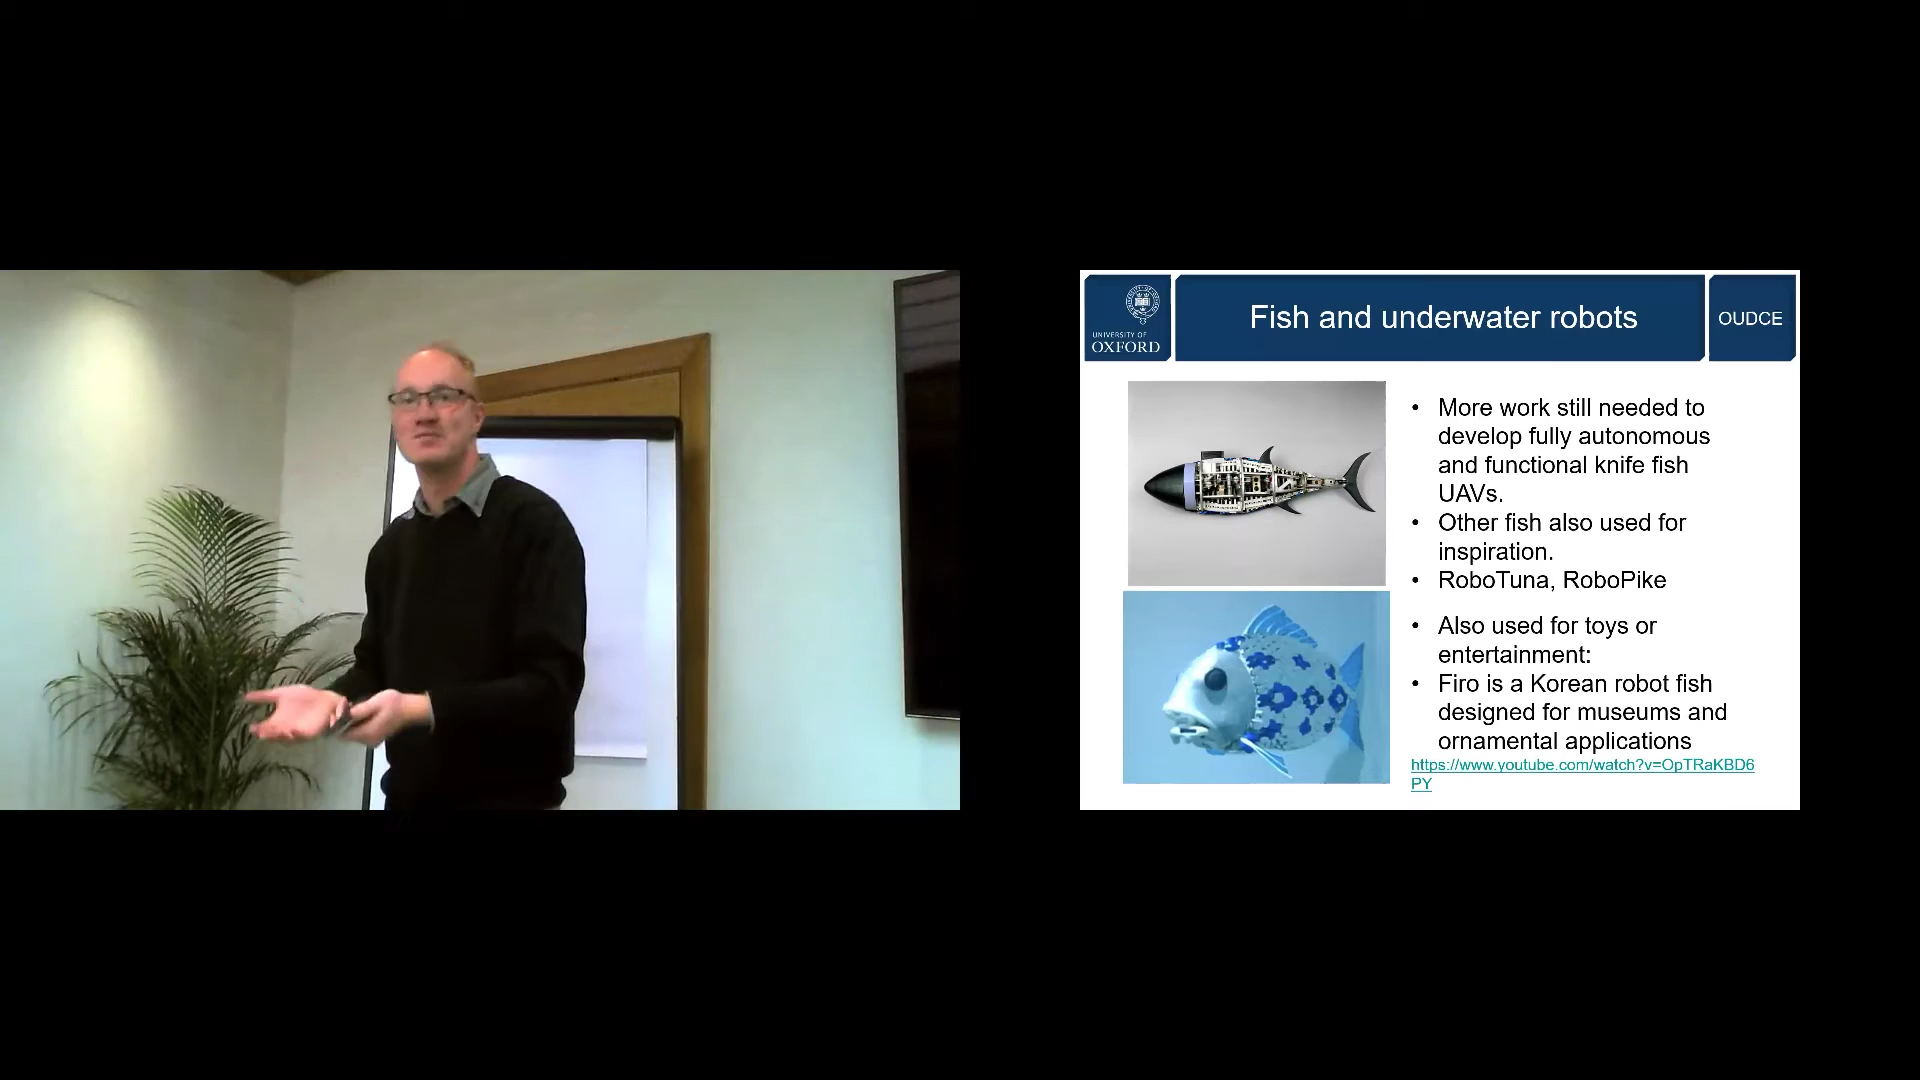 UNIVERSITY OF
OXFORD
Fish and underwater robots
OUDCE
• More work still needed to
develop fully autonomous
and functional knife fish
UAVs.
• Other fish also used for
inspiration.
• RoboTuna, RoboPike
• Also used for toys or
entertainment:
• Firo is a Korean robot fish
designed for museums and
ornamental applications
https://www.youtube.com/watch?v=OpTRaKBD6
PY